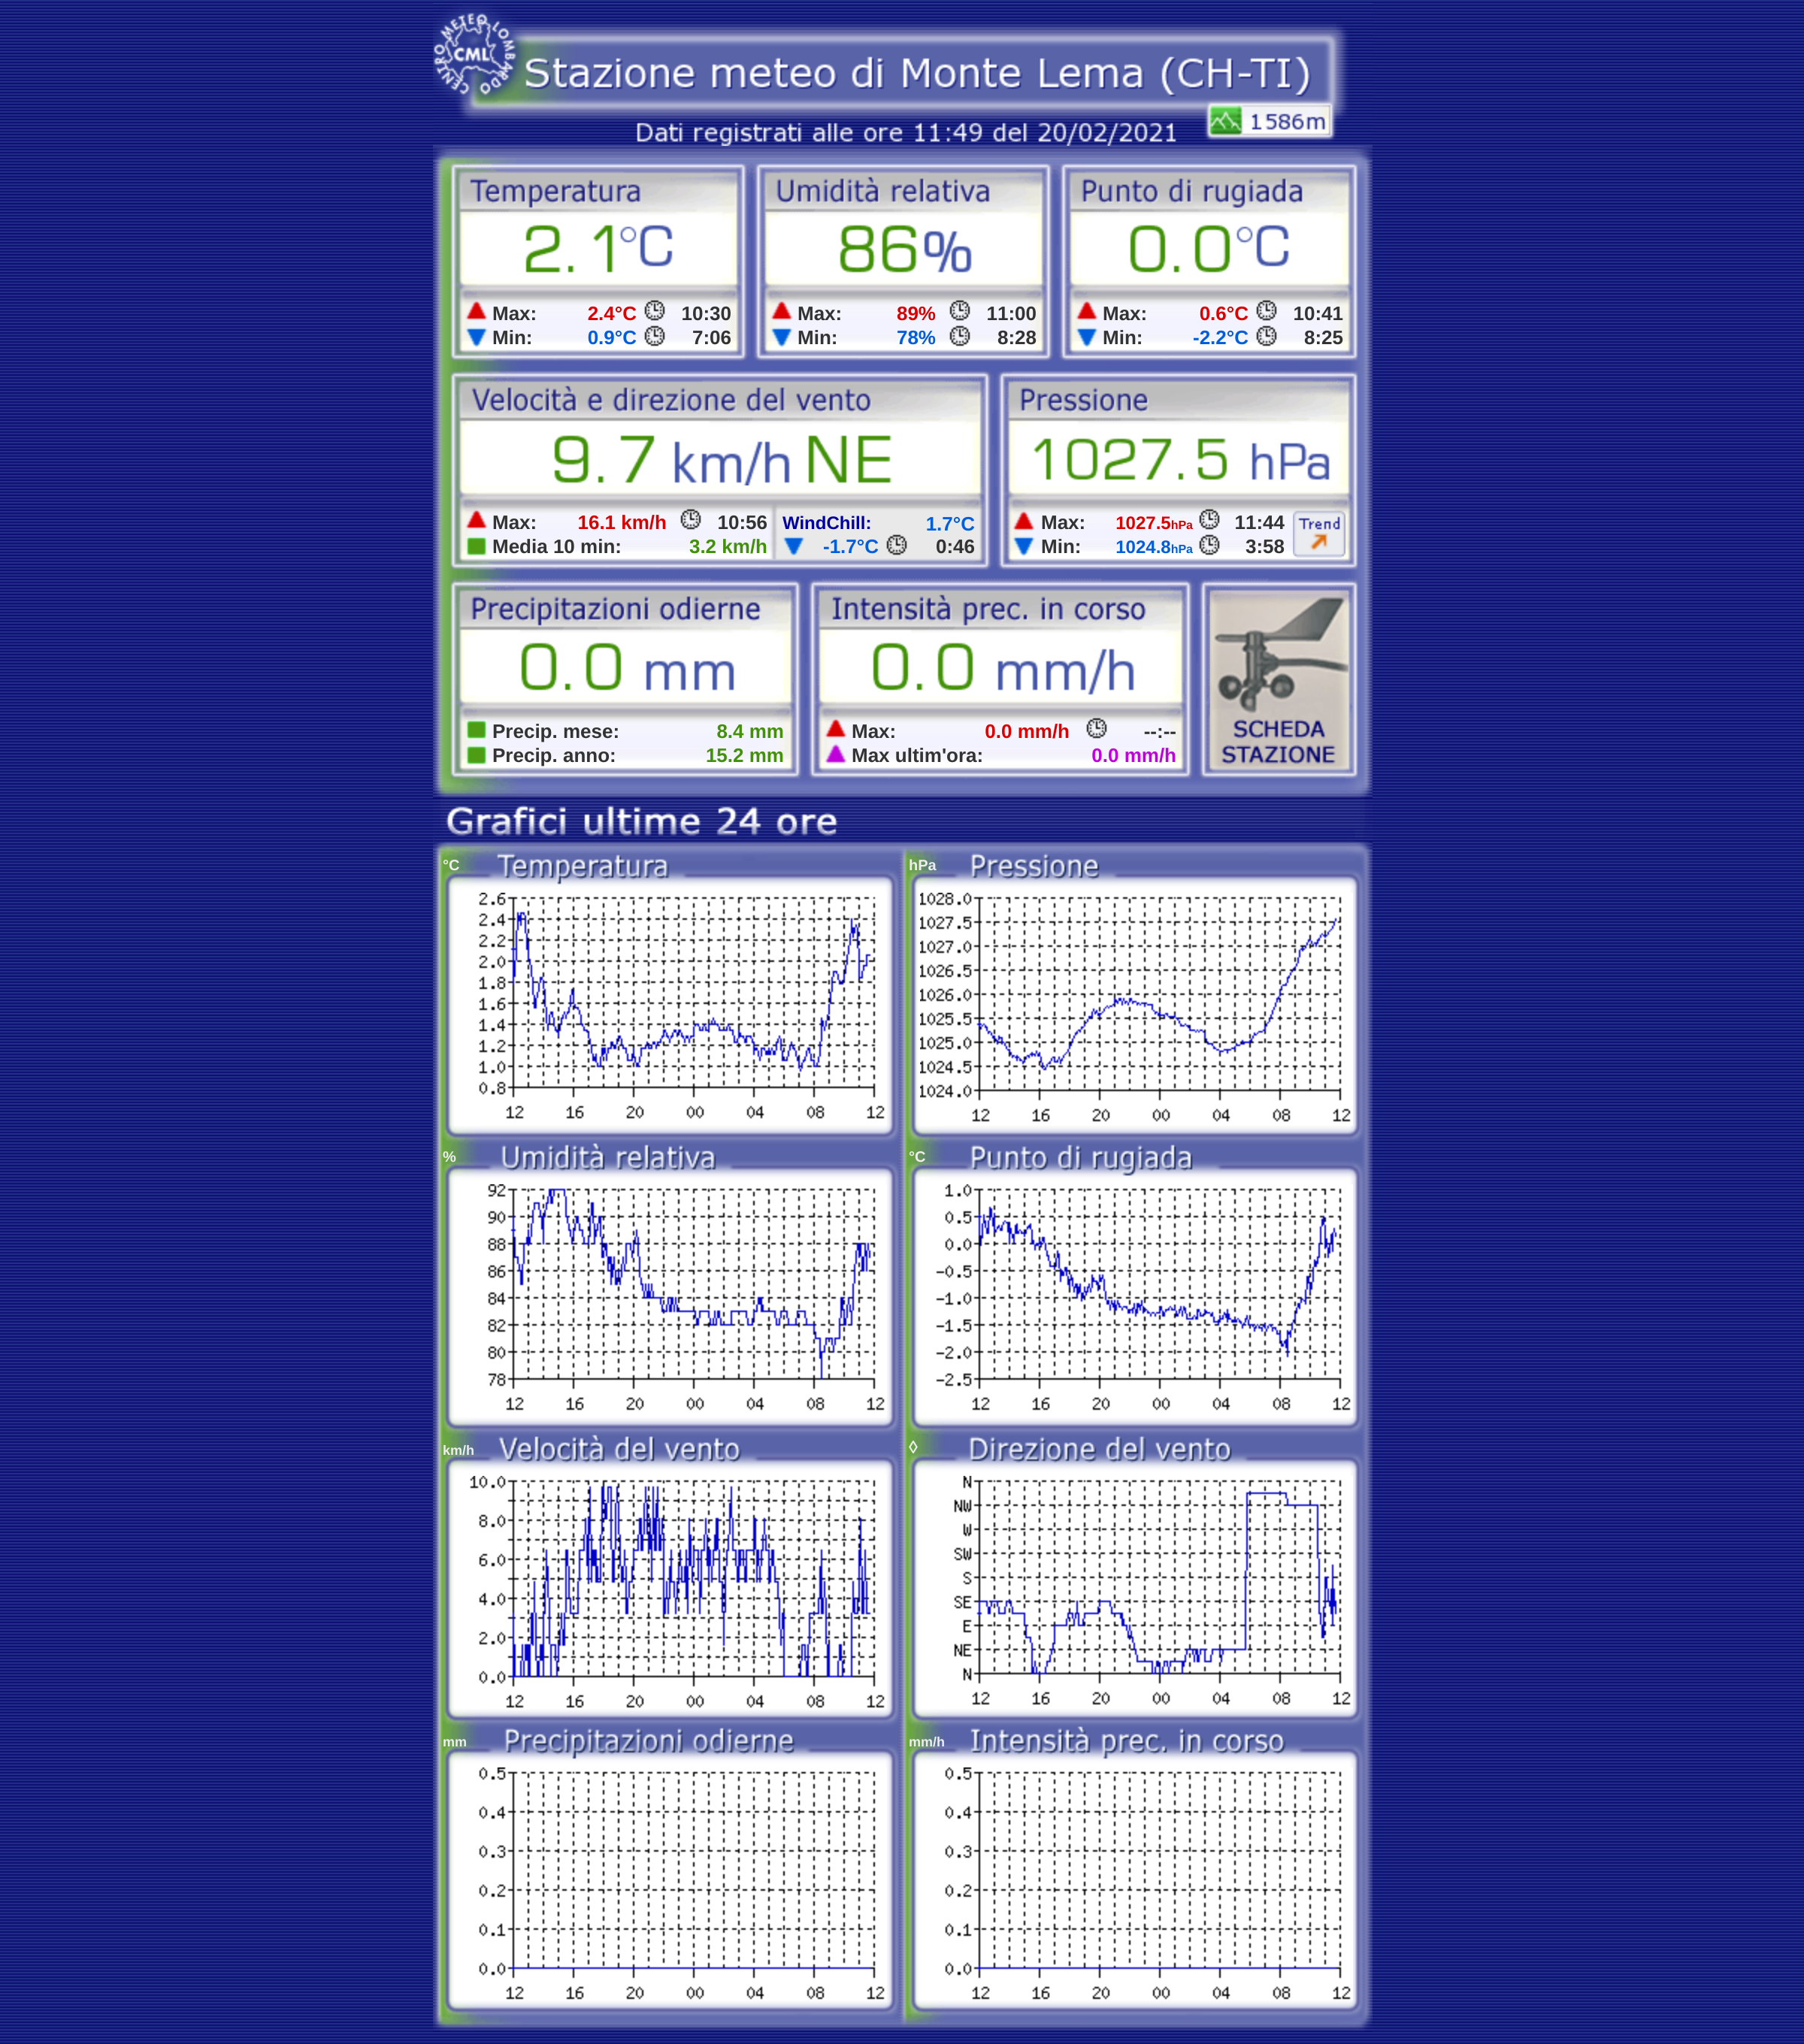 CENTRO METEO LOMBARDO
CML
Stazione meteo di Monte Lema (CH-TI)
1586m
Dati registrati alle ore 11:49 del 20/02/2021
Temperatura
2.1°C
Max: 2.4°C 10:30
Min: 0.9°C 7:06
Umidità relativa
86%
Max: 89% 11:00
Min: 78% 8:28
Punto di rugiada
0.0°C
Max: 0.6°C 10:41
Min: -2.2°C 8:25
Velocità e direzione del vento
9.7 km/h NE
Max: 16.1 km/h 10:56
Media 10 min: 3.2 km/h
WindChill: 1.7°C
-1.7°C 0:46
Pressione
1027.5 hPa
Max: 1027.5hPa 11:44
Min: 1024.8hPa 3:58
Trend
Precipitazioni odierne
0.0 mm
Precip. mese: 8.4 mm
Precip. anno: 15.2 mm
Intensità prec. in corso
0.0 mm/h
Max: 0.0 mm/h --:--
Max ultim'ora: 0.0 mm/h
SCHEDA
STAZIONE
Grafici ultime 24 ore
°C Temperatura
2.6
2.4
2.2
2.0
1.8
1.6
1.4
1.2
1.0
0.8
12 16 20 00 04 08 12
hPa Pressione
1028.0
1027.5
1027.0
1026.5
1026.0
1025.5
1025.0
1024.5
1024.0
12 16 20 00 04 08 12
% Umidità relativa
92
90
88
86
84
82
80
78
12 16 20 00 04 08 12
°C Punto di rugiada
1.0
0.5
0.0
-0.5
-1.0
-1.5
-2.0
-2.5
12 16 20 00 04 08 12
km/h Velocità del vento
10.0
8.0
6.0
4.0
2.0
0.0
12 16 20 00 04 08 12
◊ Direzione del vento
N
NW
W
SW
S
SE
E
NE
N
12 16 20 00 04 08 12
mm Precipitazioni odierne
0.5
0.4
0.3
0.2
0.1
0.0
12 16 20 00 04 08 12
mm/h Intensità prec. in corso
0.5
0.4
0.3
0.2
0.1
0.0
12 16 20 00 04 08 12